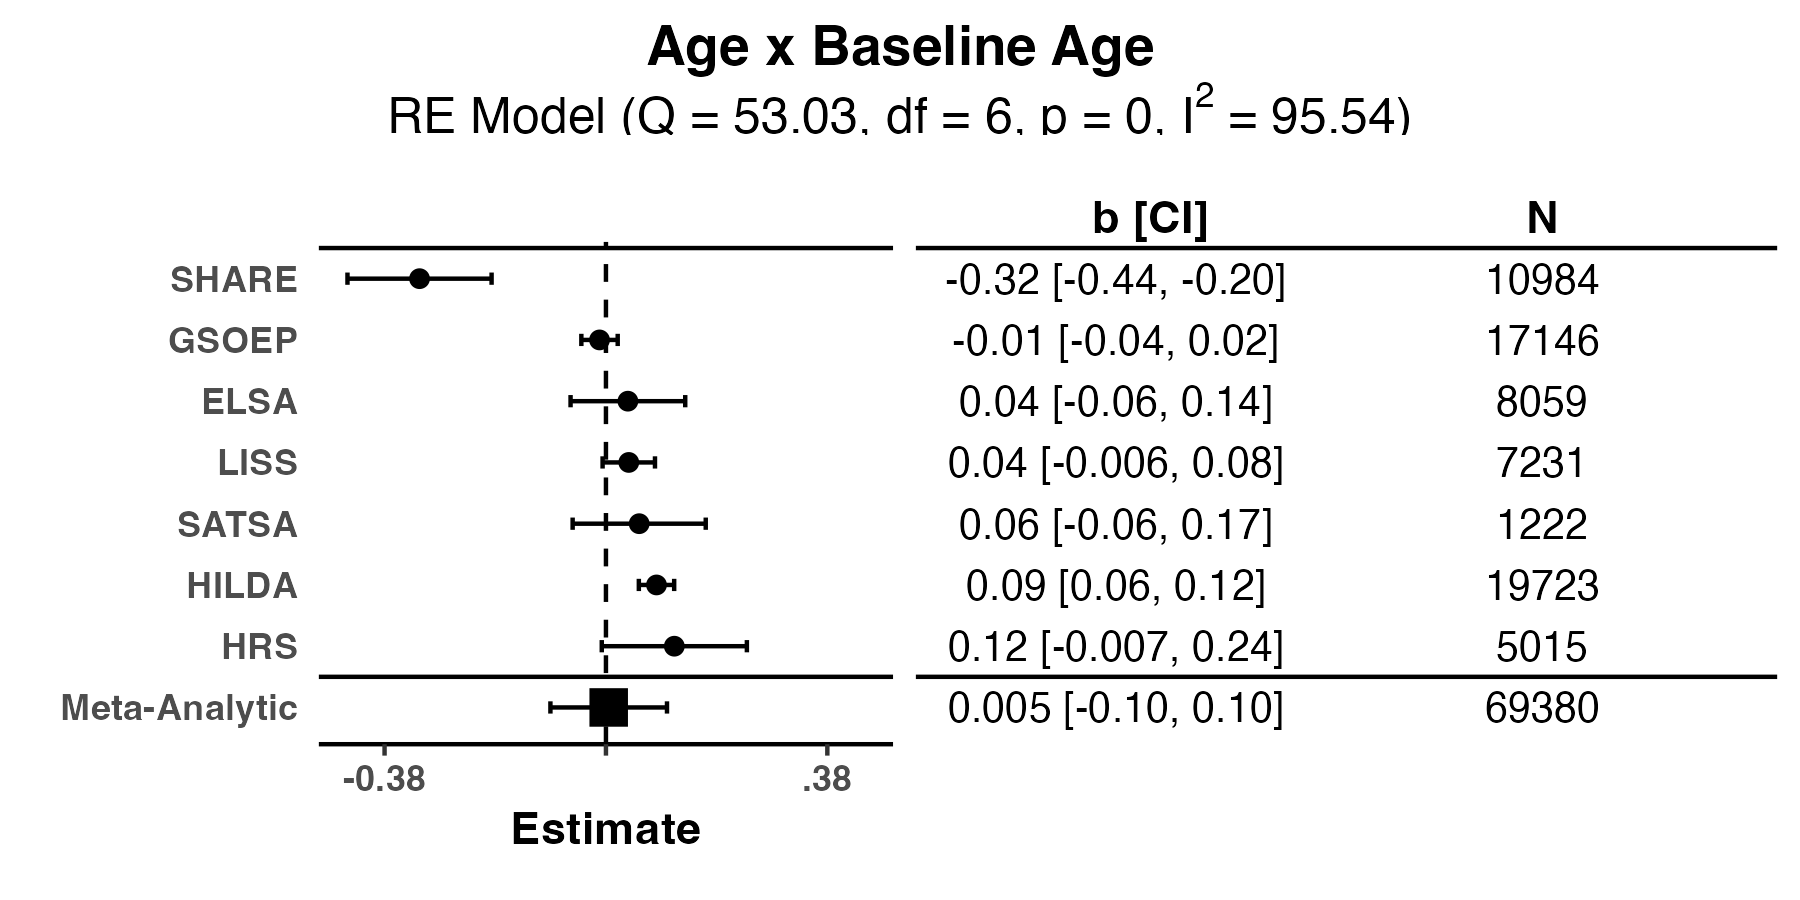 Age x Baseline Age
RE Model (Q = 53.03, df = 6, p = 0, I² = 95.54)
b [CI] N
SHARE -0.32 [-0.44, -0.20] 10984
GSOEP -0.01 [-0.04, 0.02] 17146
ELSA 0.04 [-0.06, 0.14] 8059
LISS 0.04 [-0.006, 0.08] 7231
SATSA 0.06 [-0.06, 0.17] 1222
HILDA 0.09 [0.06, 0.12] 19723
HRS 0.12 [-0.007, 0.24] 5015
Meta-Analytic 0.005 [-0.10, 0.10] 69380
-0.38 .38
Estimate